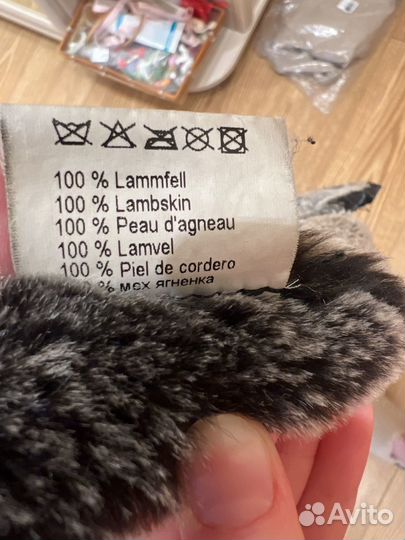 100 % Lammfell
100 % Lambskin
100 % Peau d'agneau
100 % Lamvel
100 % Piel de cordero
% мех ягненка
Avito